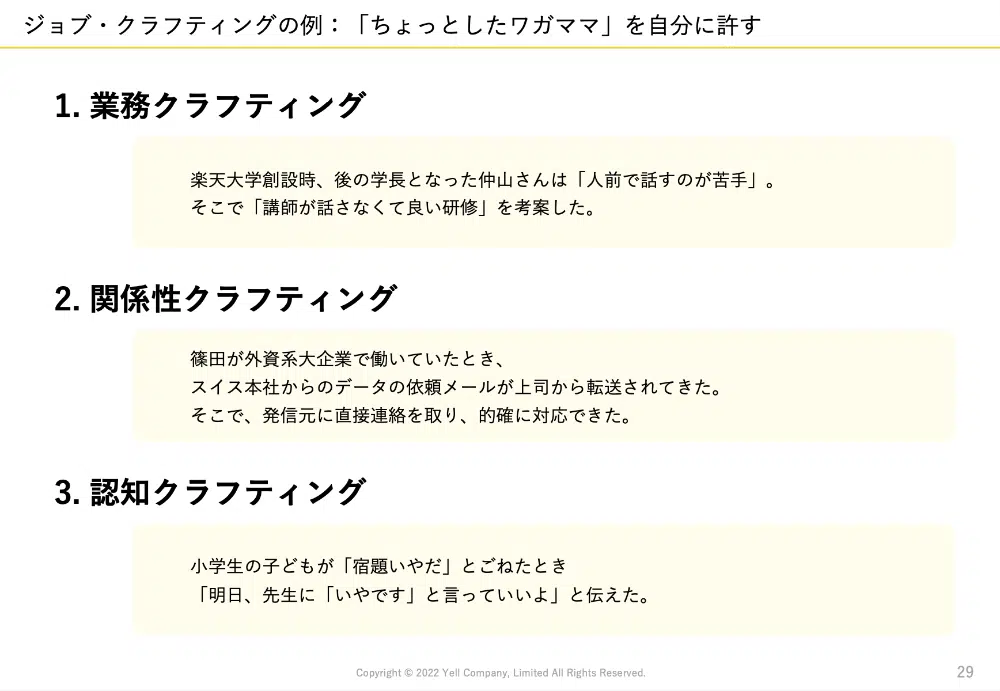 ジョブ・クラフティングの例：「ちょっとしたワガママ」を自分に許す
1. 業務クラフティング
楽天大学創設時、後の学長となった仲山さんは「人前で話すのが苦手」。
そこで「講師が話さなくて良い研修」を考案した。
2. 関係性クラフティング
篠田が外資系大企業で働いていたとき、
スイス本社からのデータの依頼メールが上司から転送されてきた。
そこで、発信元に直接連絡を取り、的確に対応できた。
3. 認知クラフティング
小学生の子どもが「宿題いやだ」とごねたとき
「明日、先生に「いやです」と言っていいよ」と伝えた。
Copyright © 2022 Yell Company, Limited All Rights Reserved.
29